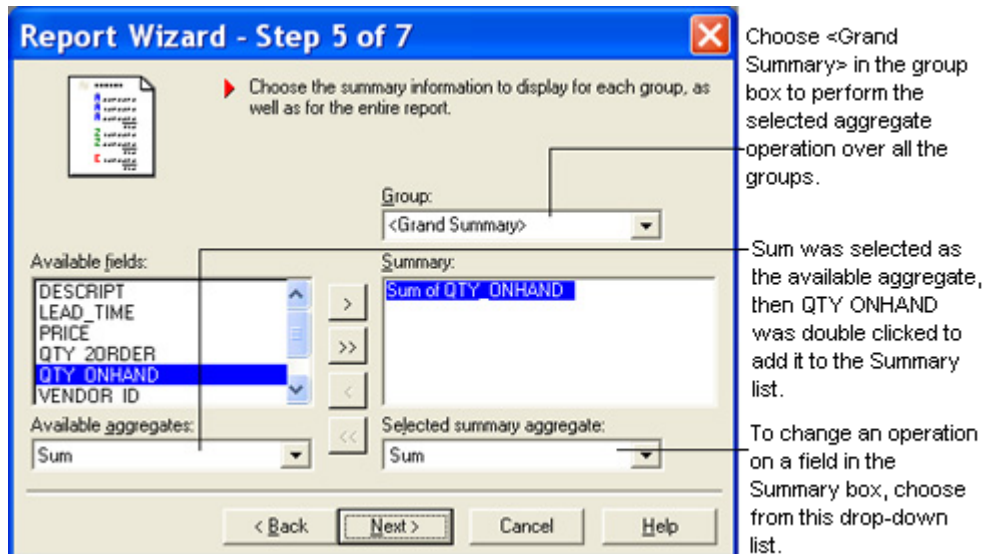 Report Wizard - Step 5 of 7
Choose the summary information to display for each group, as
well as for the entire report.
Group:
<Grand Summary>
Available fields:
DESCRIPT
LEAD_TIME
PRICE
QTY_2ORDER
QTY_ONHAND
VENDOR_ID
>
>>
<
<<
Summary:
Sum of QTY_ONHAND
Available aggregates:
Sum
Selected summary aggregate:
Sum
< Back
Next >
Cancel
Help
Choose <Grand
Summary> in the group
box to perform the
selected aggregate
operation over all the
groups.
Sum was selected as
the available aggregate,
then QTY ONHAND
was double clicked to
add it to the Summary
list.
To change an operation
on a field in the
Summary box, choose
from this drop-down
list.